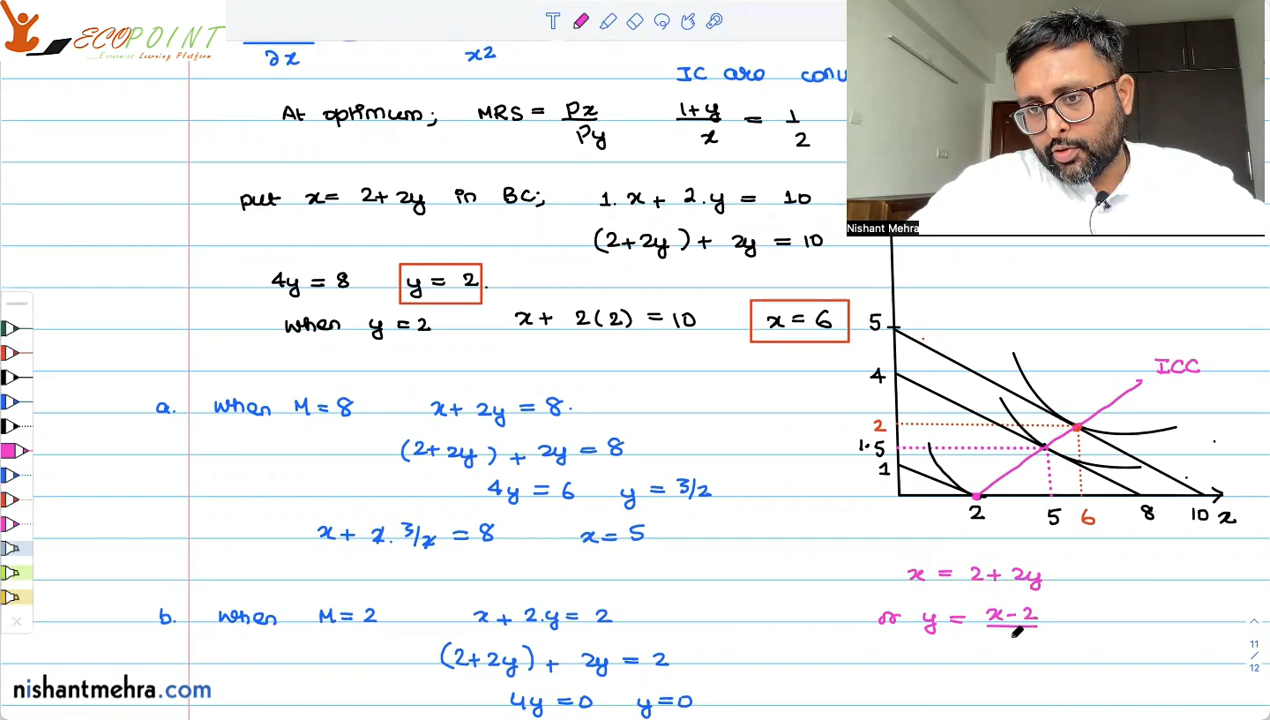 ECOPOINT
Economics Learning Platform
T
∂x
x2
IC are
At optimum; MRS = Px/Py (1+y)/x = 1/2
put x = 2+2y in BC; 1.x + 2.y = 10
(2+2y) + 2y = 10
4y = 8 y = 2.
when y = 2 x + 2(2) = 10 x = 6
a. when M = 8 x + 2y = 8.
(2+2y) + 2y = 8
4y = 6 y = 3/2
x + 2. 3/2 = 8 x = 5
b. when M = 2 x + 2.y = 2
(2+2y) + 2y = 2
4y = 0 y = 0
Nishant Mehra
5
4
2
1.5
1
ICC
2 5 6 8 10 x
x = 2 + 2y
or y = x-2
11
/
12
nishantmehra.com